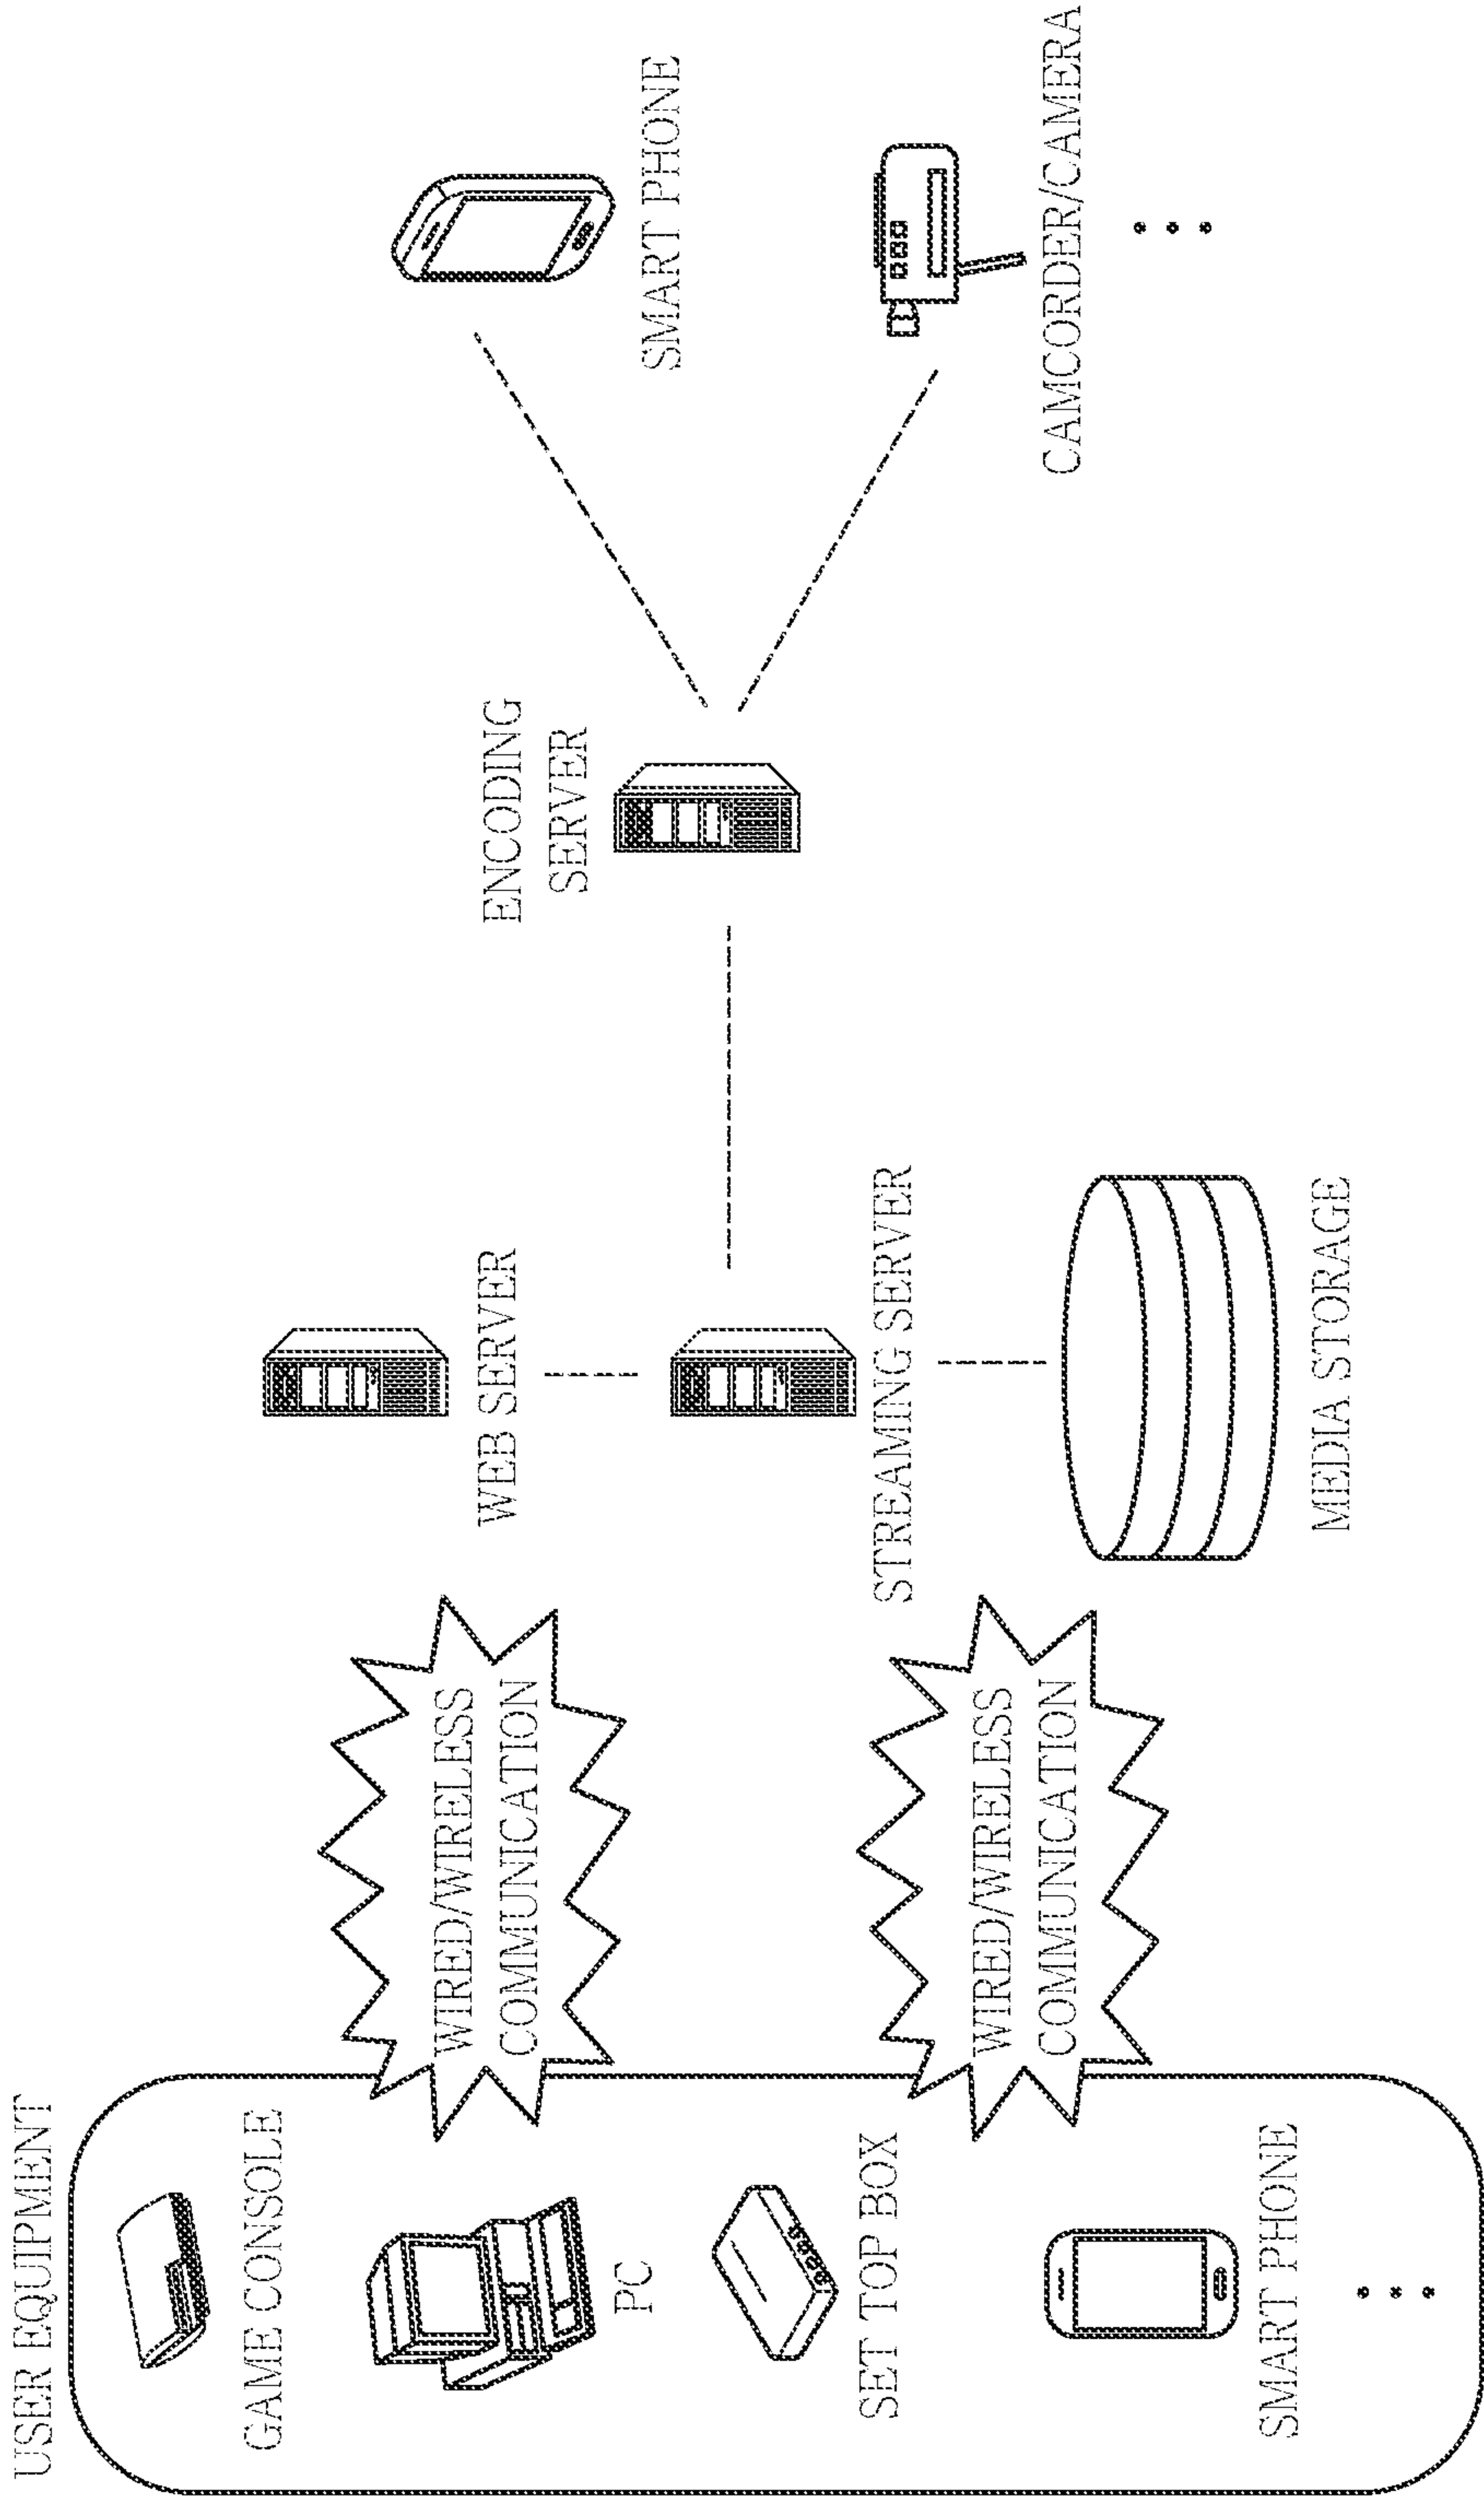 USER EQUIPMENT
GAME CONSOLE
PC
SET TOP BOX
SMART PHONE
WIRED/WIRELESS
COMMUNICATION
WIRED/WIRELESS
COMMUNICATION
WEB SERVER
STREAMING SERVER
MEDIA STORAGE
ENCODING
SERVER
SMART PHONE
CAMCORDER/CAMERA